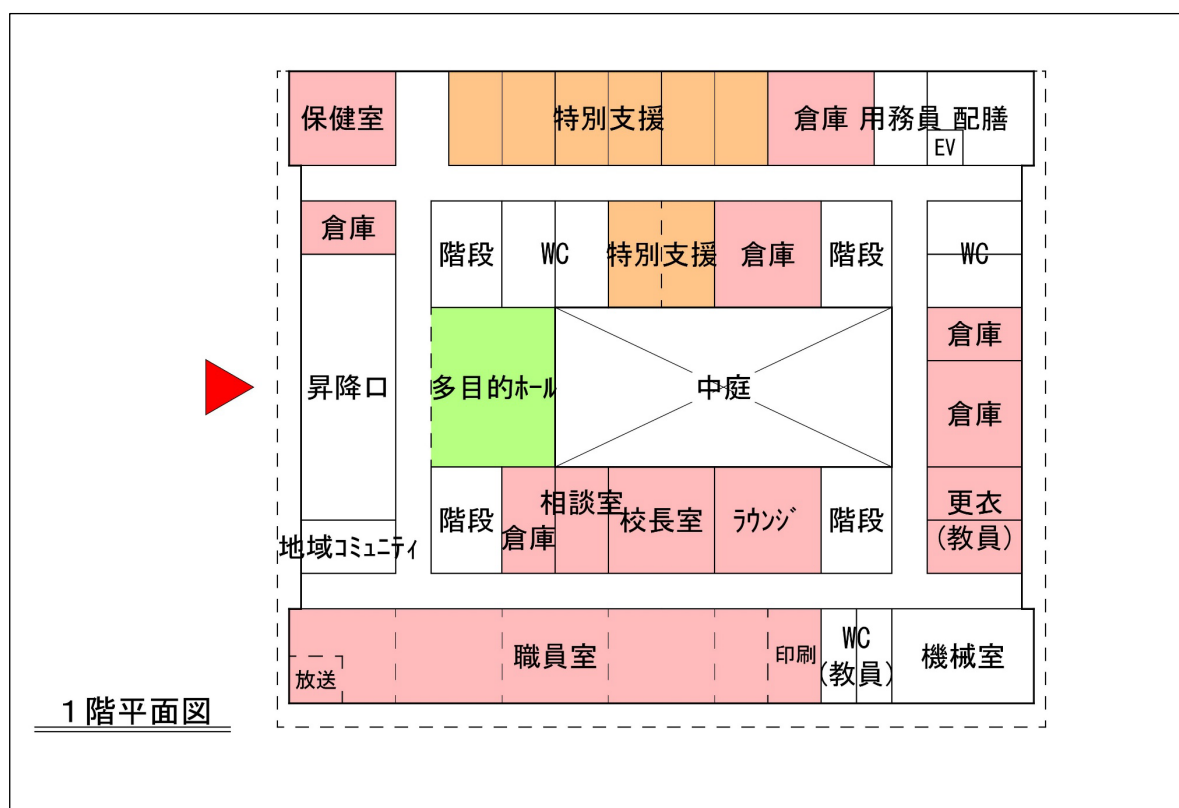 保健室
特別支援
倉庫
用務員
配膳
EV
倉庫
階段
WC
特別支援
倉庫
階段
WC
昇降口
多目的ﾎｰﾙ
中庭
倉庫
倉庫
地域ｺﾐｭﾆﾃｨ
階段
倉庫
相談室
校長室
ﾗｳﾝｼﾞ
階段
更衣
(教員)
職員室
放送
印刷
WC
(教員)
機械室
1階平面図